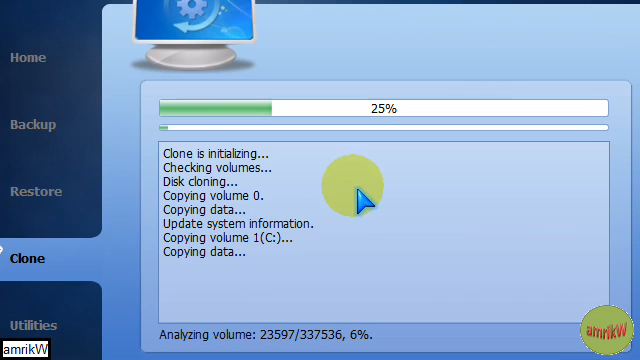 Home
Backup
Restore
Clone
Utilities
amrikW
25%
Clone is initializing...
Checking volumes...
Disk cloning...
Copying volume 0.
Copying data...
Update system information.
Copying volume 1(C:)...
Copying data...
Analyzing volume: 23597/337536, 6%.
amrikW